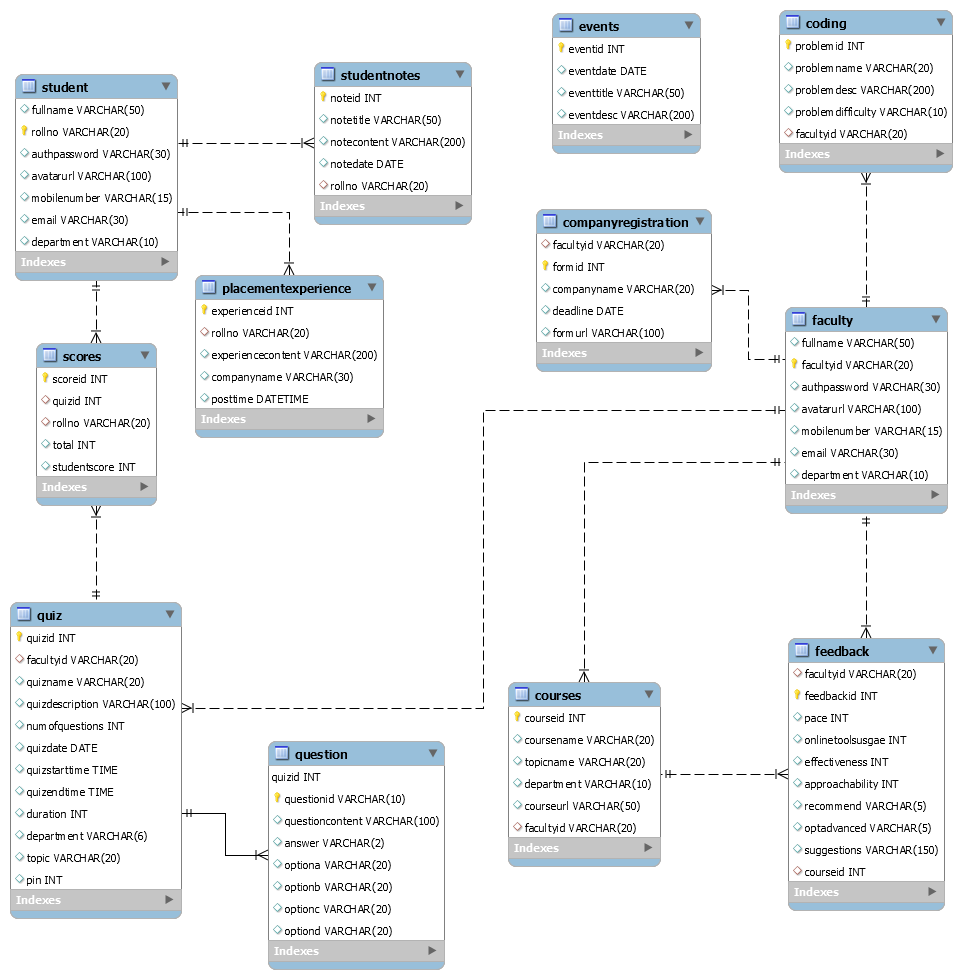 student
fullname VARCHAR(50)
rollno VARCHAR(20)
authpassword VARCHAR(30)
avatarurl VARCHAR(100)
mobilenumber VARCHAR(15)
email VARCHAR(30)
department VARCHAR(10)
Indexes
studentnotes
noteid INT
notetitle VARCHAR(50)
notecontent VARCHAR(200)
notedate DATE
rollno VARCHAR(20)
Indexes
events
eventid INT
eventdate DATE
eventtitle VARCHAR(50)
eventdesc VARCHAR(200)
Indexes
coding
problemid INT
problemname VARCHAR(20)
problemdesc VARCHAR(200)
problemdifficulty VARCHAR(10)
facultyid VARCHAR(20)
Indexes
companyregistration
facultyid VARCHAR(20)
formid INT
companyname VARCHAR(20)
deadline DATE
formurl VARCHAR(100)
Indexes
placementexperience
experienceid INT
rollno VARCHAR(20)
experiencecontent VARCHAR(200)
companyname VARCHAR(30)
posttime DATETIME
Indexes
scores
scoreid INT
quizid INT
rollno VARCHAR(20)
total INT
studentscore INT
Indexes
faculty
fullname VARCHAR(50)
facultyid VARCHAR(20)
authpassword VARCHAR(30)
avatarurl VARCHAR(100)
mobilenumber VARCHAR(15)
email VARCHAR(30)
department VARCHAR(10)
Indexes
quiz
quizid INT
facultyid VARCHAR(20)
quizname VARCHAR(20)
quizdescription VARCHAR(100)
numofquestions INT
quizdate DATE
quizstarttime TIME
quizendtime TIME
duration INT
department VARCHAR(6)
topic VARCHAR(20)
pin INT
Indexes
question
quizid INT
questionid VARCHAR(10)
questioncontent VARCHAR(100)
answer VARCHAR(2)
optiona VARCHAR(20)
optionb VARCHAR(20)
optionc VARCHAR(20)
optiond VARCHAR(20)
Indexes
courses
courseid INT
coursename VARCHAR(20)
topicname VARCHAR(20)
department VARCHAR(10)
courseurl VARCHAR(50)
facultyid VARCHAR(20)
Indexes
feedback
facultyid VARCHAR(20)
feedbackid INT
pace INT
onlinetoolsusgae INT
effectiveness INT
approachability INT
recommend VARCHAR(5)
optadvanced VARCHAR(5)
suggestions VARCHAR(150)
courseid INT
Indexes